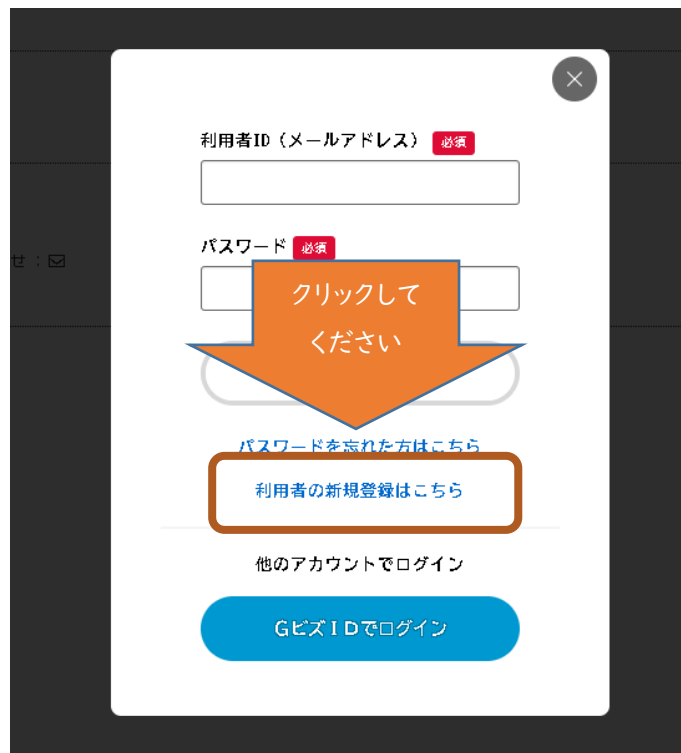 利用者ID（メールアドレス） 必須
パスワード 必須
せ：
クリックして
ください
パスワードを忘れた方はこちら
利用者の新規登録はこちら
他のアカウントでログイン
GビズIDでログイン